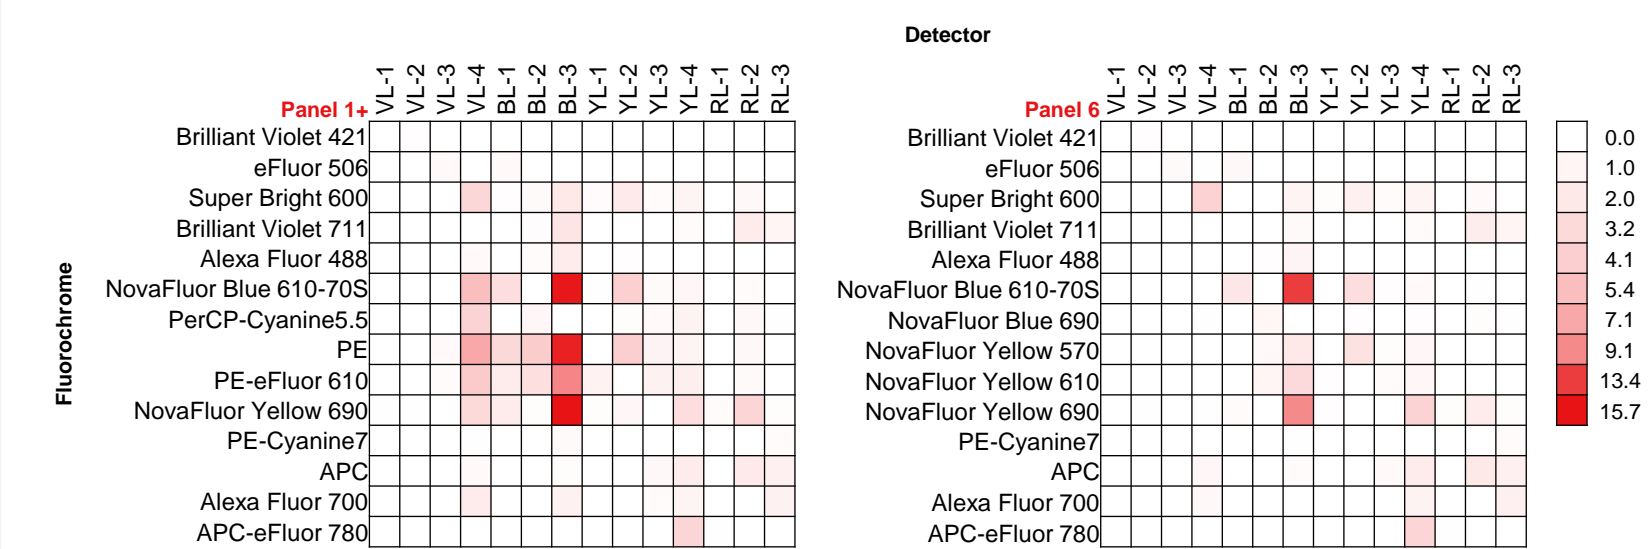 Detector
Panel 1+ VL-1 VL-2 VL-3 VL-4 BL-1 BL-2 BL-3 YL-1 YL-2 YL-3 YL-4 RL-1 RL-2 RL-3
Fluorochrome
Brilliant Violet 421
eFluor 506
Super Bright 600
Brilliant Violet 711
Alexa Fluor 488
NovaFluor Blue 610-70S
PerCP-Cyanine5.5
PE
PE-eFluor 610
NovaFluor Yellow 690
PE-Cyanine7
APC
Alexa Fluor 700
APC-eFluor 780
Panel 6 VL-1 VL-2 VL-3 VL-4 BL-1 BL-2 BL-3 YL-1 YL-2 YL-3 YL-4 RL-1 RL-2 RL-3
Brilliant Violet 421
eFluor 506
Super Bright 600
Brilliant Violet 711
Alexa Fluor 488
NovaFluor Blue 610-70S
NovaFluor Blue 690
NovaFluor Yellow 570
NovaFluor Yellow 610
NovaFluor Yellow 690
PE-Cyanine7
APC
Alexa Fluor 700
APC-eFluor 780
0.0
1.0
2.0
3.2
4.1
5.4
7.1
9.1
13.4
15.7